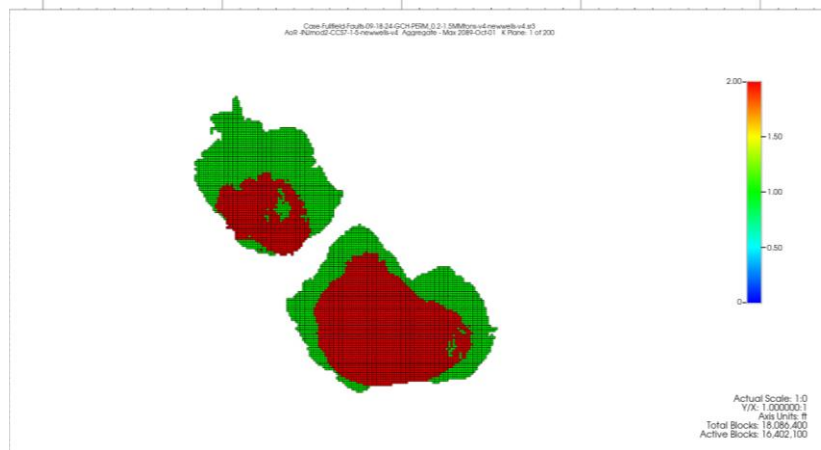 Case-Fullfield-Faults-09-18-24-GCH-PERM_0.2-1.5MMtons-v4-newwells-v4.sr3
AoR -INJmod2-CCS7-1-5-newwells-v4 Aggregate - Max 2089-Oct-01 K Plane: 1 of 200
2.00
1.50
1.00
0.50
0
Actual Scale: 1:0
Y/X: 1.000000:1
Axis Units: ft
Total Blocks: 18,086,400
Active Blocks: 16,402,100